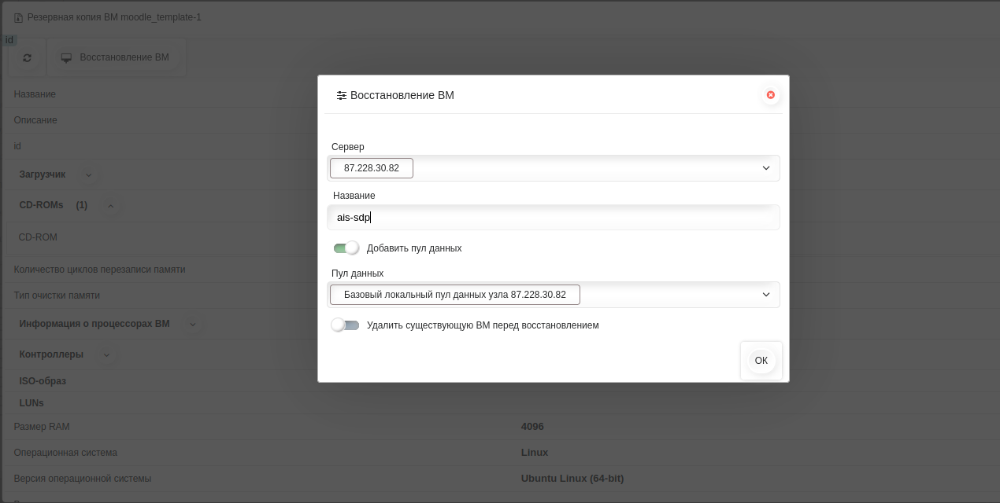 Резервная копия ВМ moodle_template-1
id
Восстановление ВМ
Название
Описание
id
Загрузчик
CD-ROMs (1)
CD-ROM
Количество циклов перезаписи памяти
Тип очистки памяти
Информация о процессорах ВМ
Контроллеры
ISO-образ
LUNs
Размер RAM 4096
Операционная система Linux
Версия операционной системы Ubuntu Linux (64-bit)
Восстановление ВМ
Сервер
87.228.30.82
Название
ais-sdp
Добавить пул данных
Пул данных
Базовый локальный пул данных узла 87.228.30.82
Удалить существующую ВМ перед восстановлением
ОК